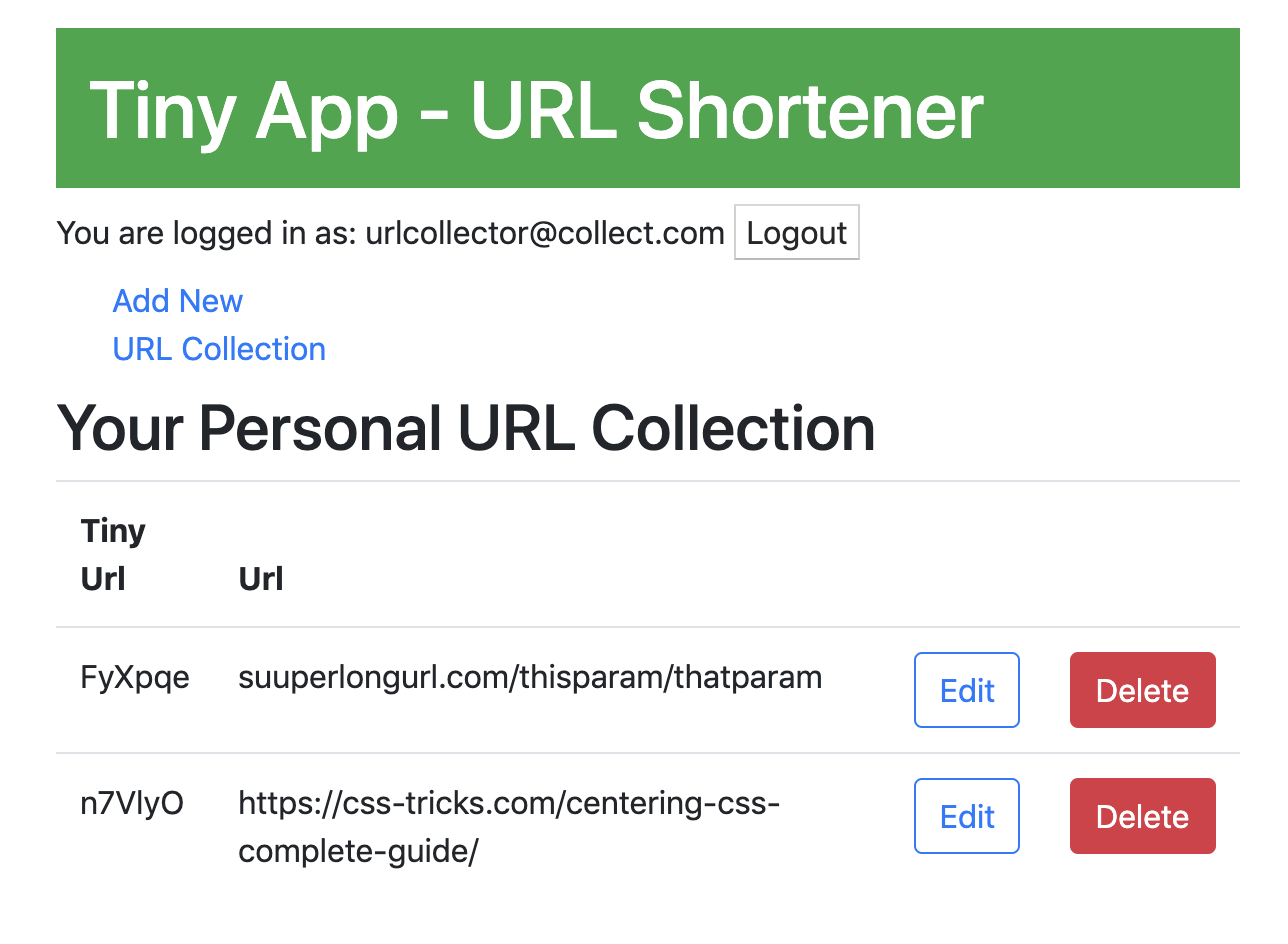 Tiny App - URL Shortener
You are logged in as: urlcollector@collect.com Logout
Add New
URL Collection
Your Personal URL Collection
Tiny
Url Url
FyXpqe suuperlongurl.com/thisparam/thatparam Edit Delete
n7VlyO https://css-tricks.com/centering-css- Edit Delete
complete-guide/